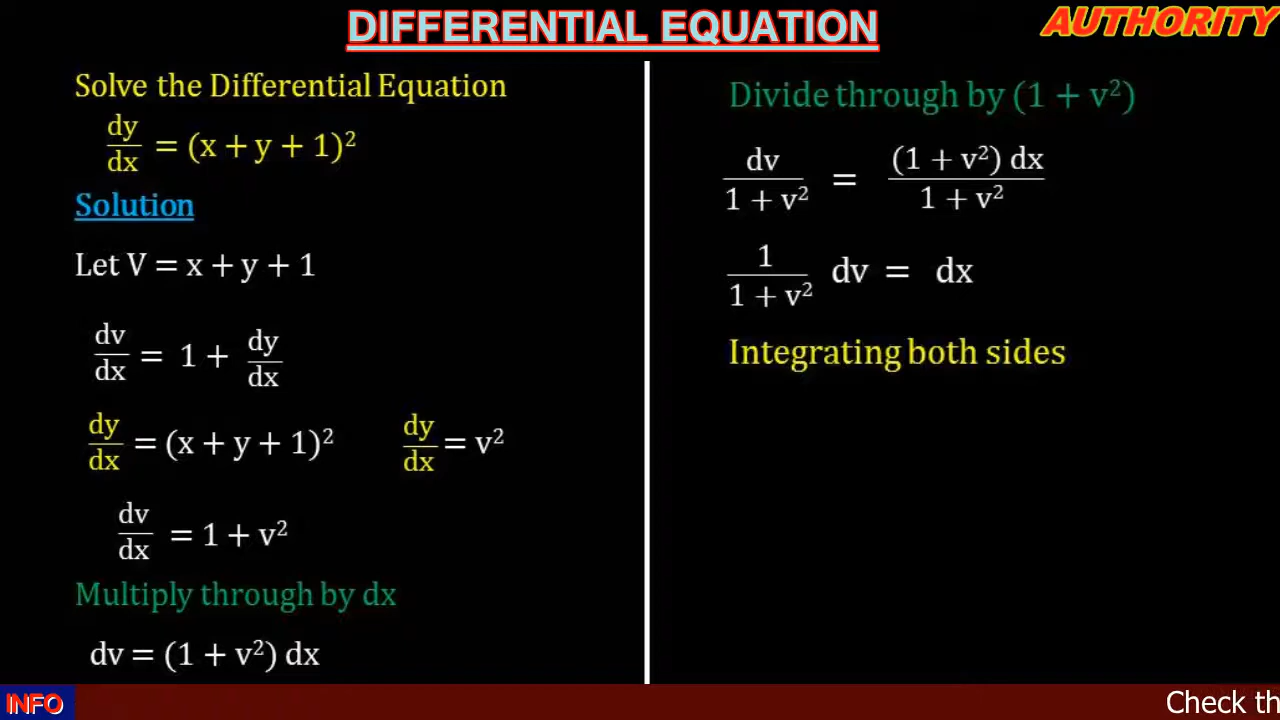 DIFFERENTIAL EQUATION
AUTHORITY
Solve the Differential Equation
dy/dx = (x + y + 1)²
Solution
Let V = x + y + 1
dv/dx = 1 + dy/dx
dy/dx = (x + y + 1)² dy/dx = v²
dv/dx = 1 + v²
Multiply through by dx
dv = (1 + v²) dx
Divide through by (1 + v²)
dv/1 + v² = (1 + v²) dx/1 + v²
1/1 + v² dv = dx
Integrating both sides
INFO
Check th